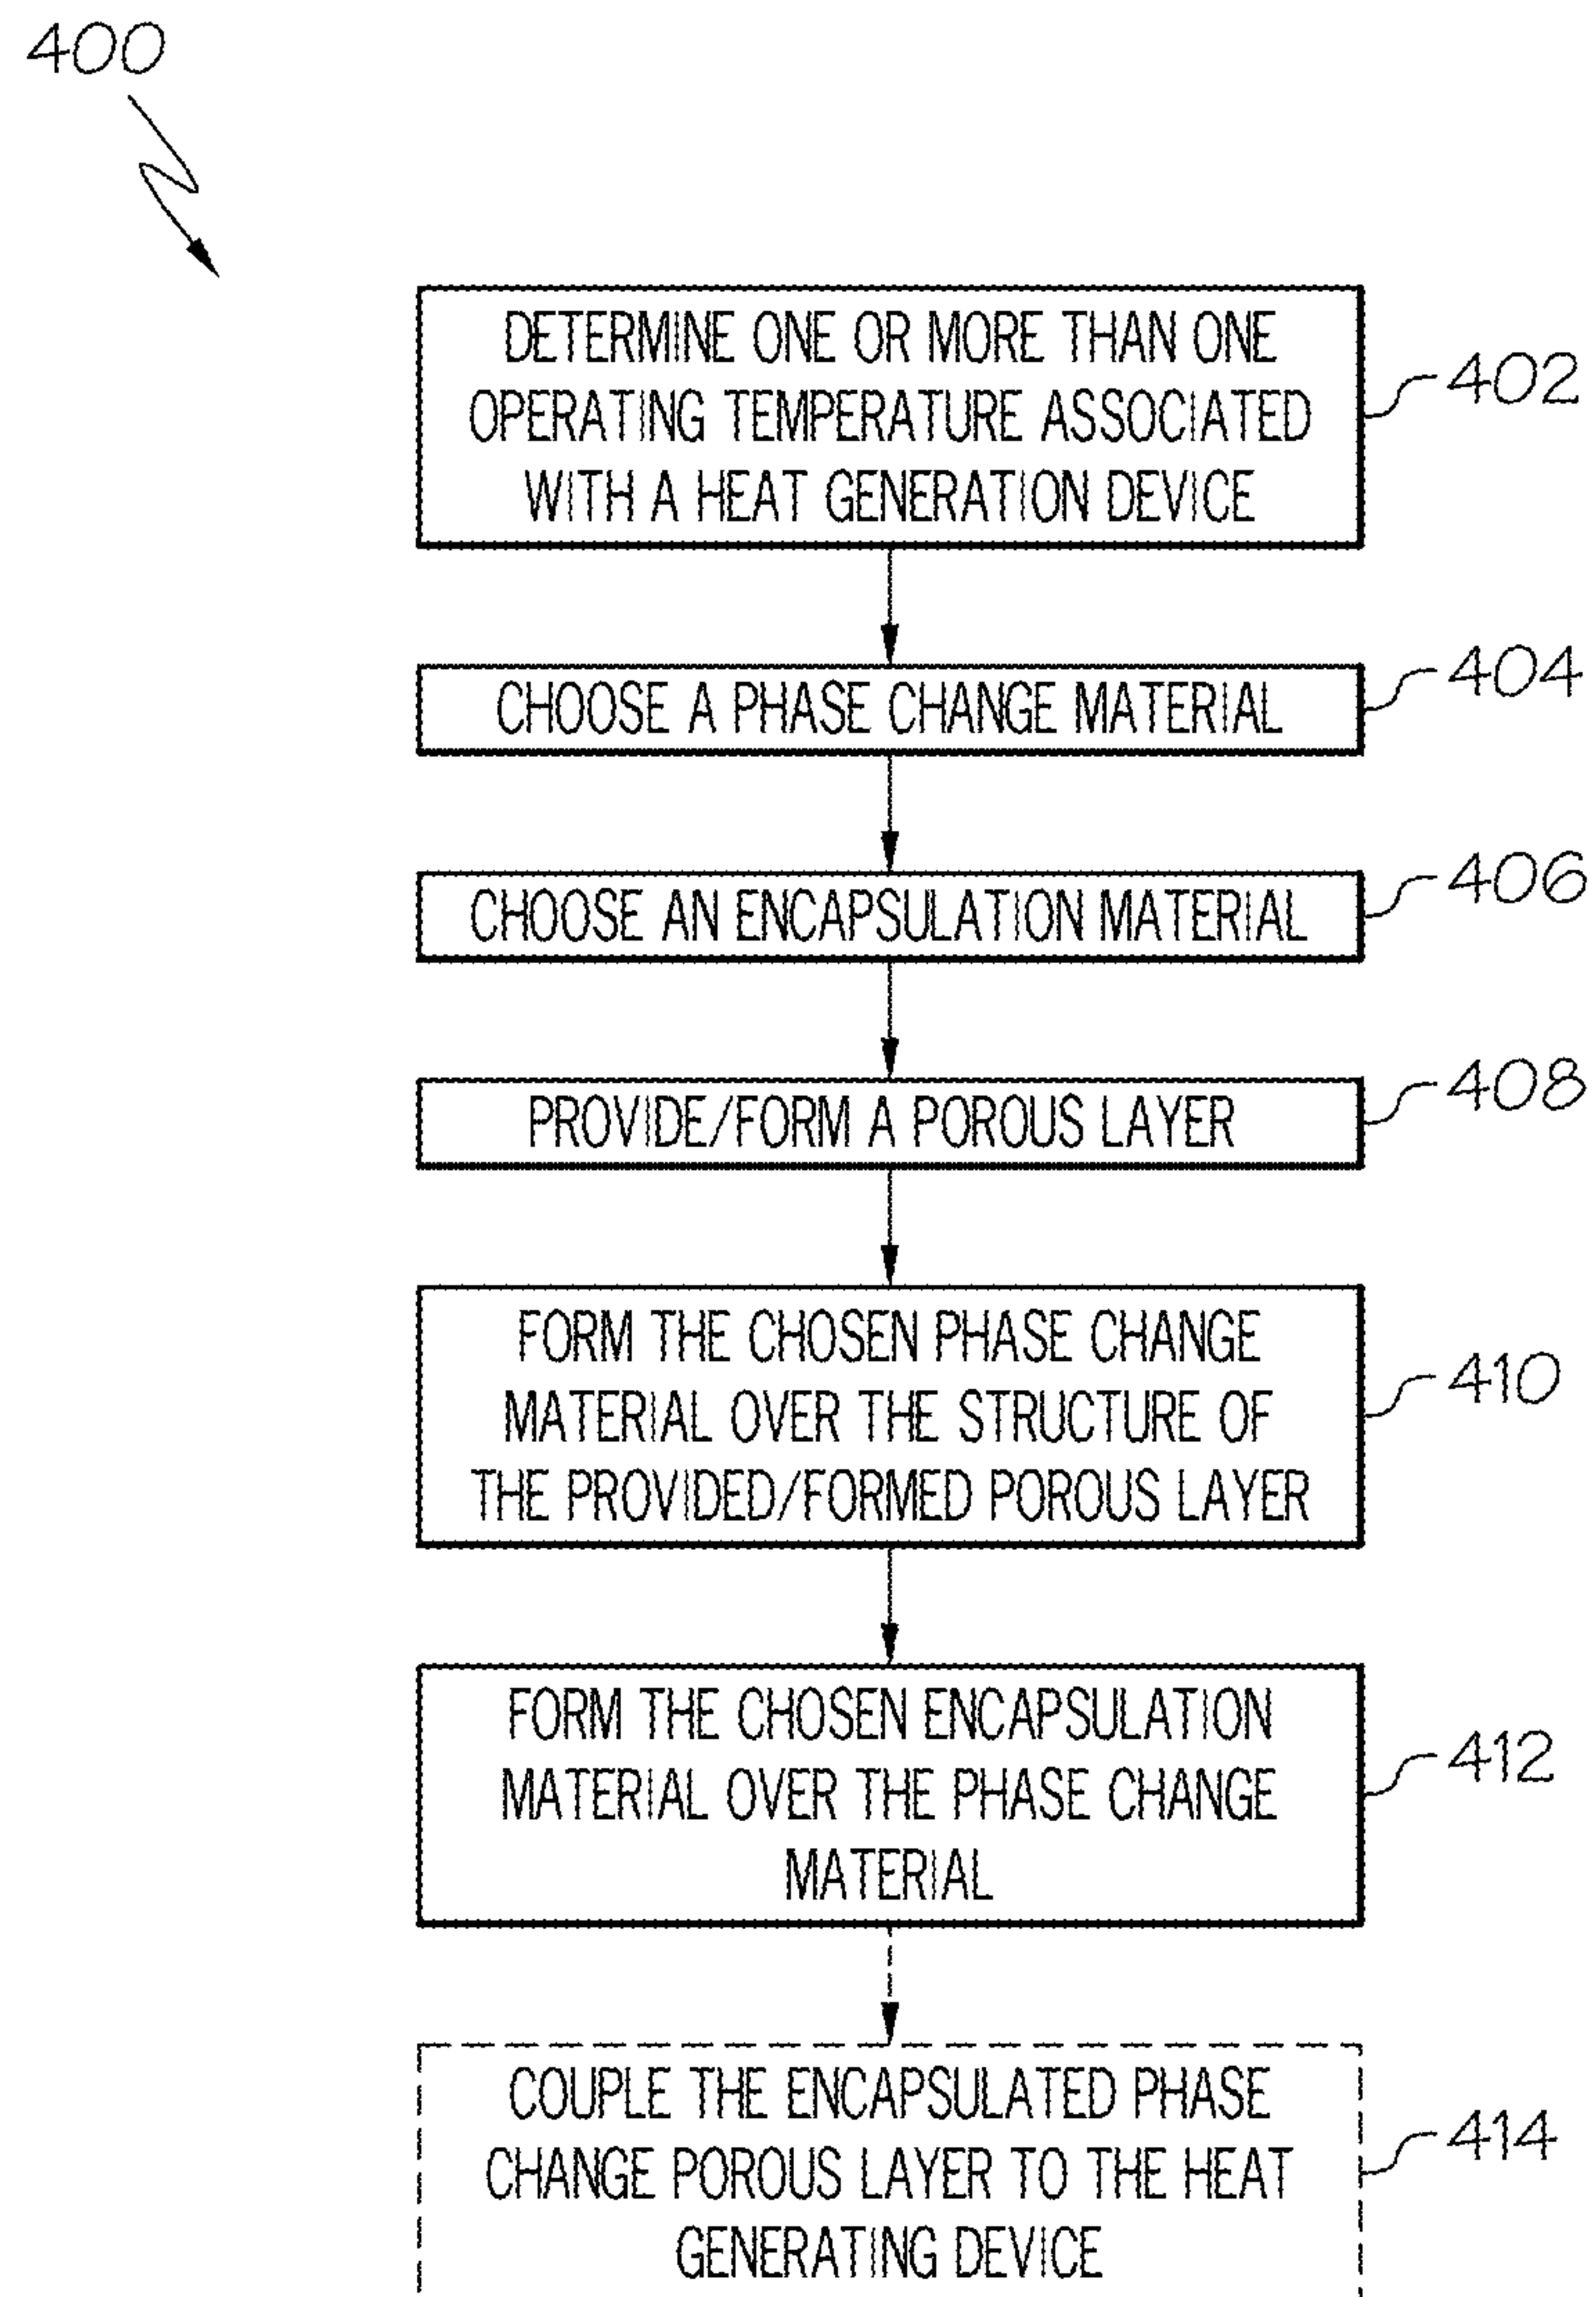 400
DETERMINE ONE OR MORE THAN ONE
OPERATING TEMPERATURE ASSOCIATED
WITH A HEAT GENERATION DEVICE
402
CHOOSE A PHASE CHANGE MATERIAL
404
CHOOSE AN ENCAPSULATION MATERIAL
406
PROVIDE/FORM A POROUS LAYER
408
FORM THE CHOSEN PHASE CHANGE
MATERIAL OVER THE STRUCTURE OF
THE PROVIDED/FORMED POROUS LAYER
410
FORM THE CHOSEN ENCAPSULATION
MATERIAL OVER THE PHASE CHANGE
MATERIAL
412
COUPLE THE ENCAPSULATED PHASE
CHANGE POROUS LAYER TO THE HEAT
GENERATING DEVICE
414